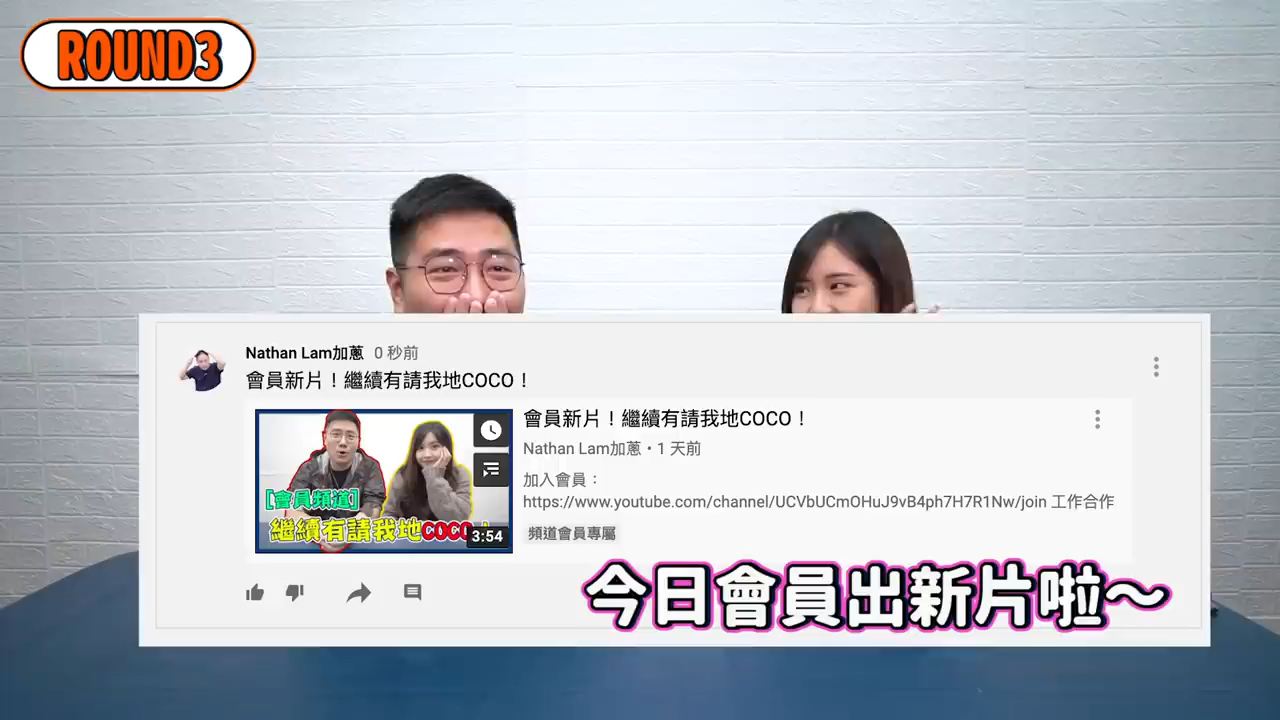 ROUND3
Nathan Lam加蔥 0 秒前
會員新片！繼續有請我地COCO！
會員新片！繼續有請我地COCO！
Nathan Lam加蔥・1 天前
加入會員：
https://www.youtube.com/channel/UCVbUCmOHuJ9vB4ph7H7R1Nw/join 工作合作
頻道會員專屬
[會員頻道]
繼續有請我地COCO！
3:54
今日會員出新片啦～